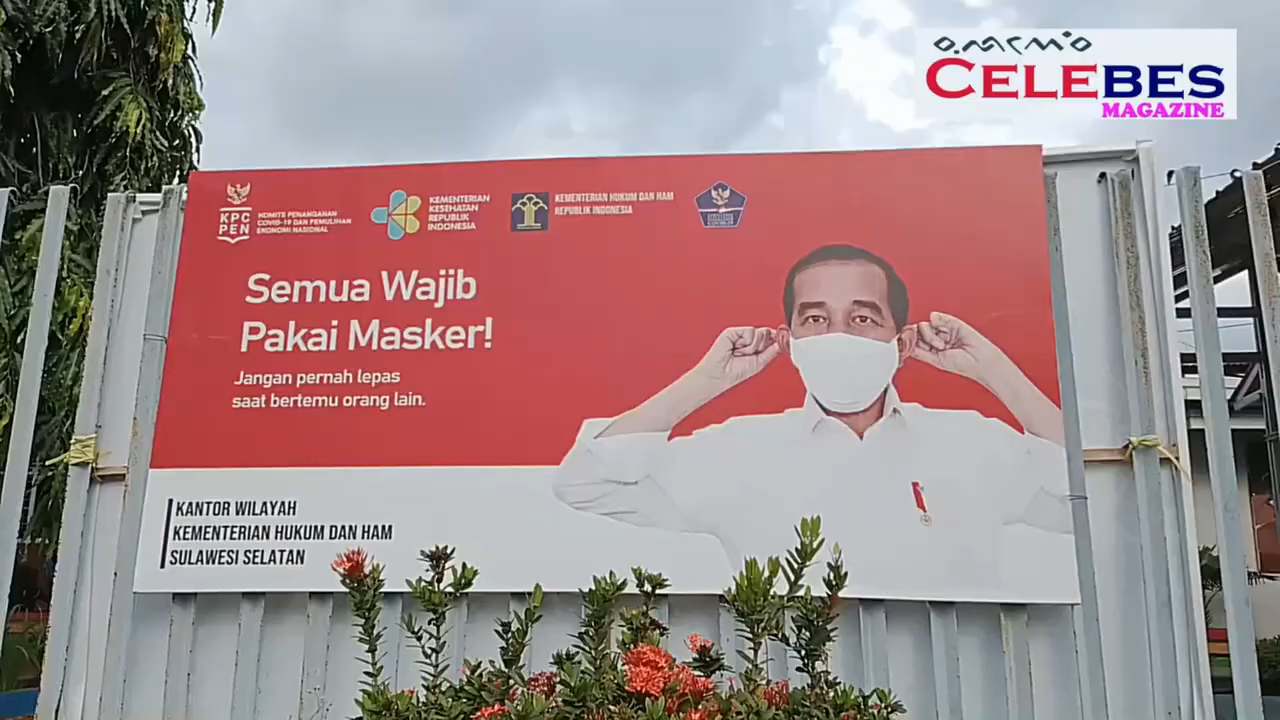 CELEBES
MAGAZINE
KPC
PEN
KOMITE PENANGANAN
COVID-19 DAN PEMULIHAN
EKONOMI NASIONAL
KEMENTERIAN
KESEHATAN
REPUBLIK
INDONESIA
KEMENTERIAN HUKUM DAN HAM
REPUBLIK INDONESIA
Semua Wajib
Pakai Masker!
Jangan pernah lepas
saat bertemu orang lain.
KANTOR WILAYAH
KEMENTERIAN HUKUM DAN HAM
SULAWESI SELATAN